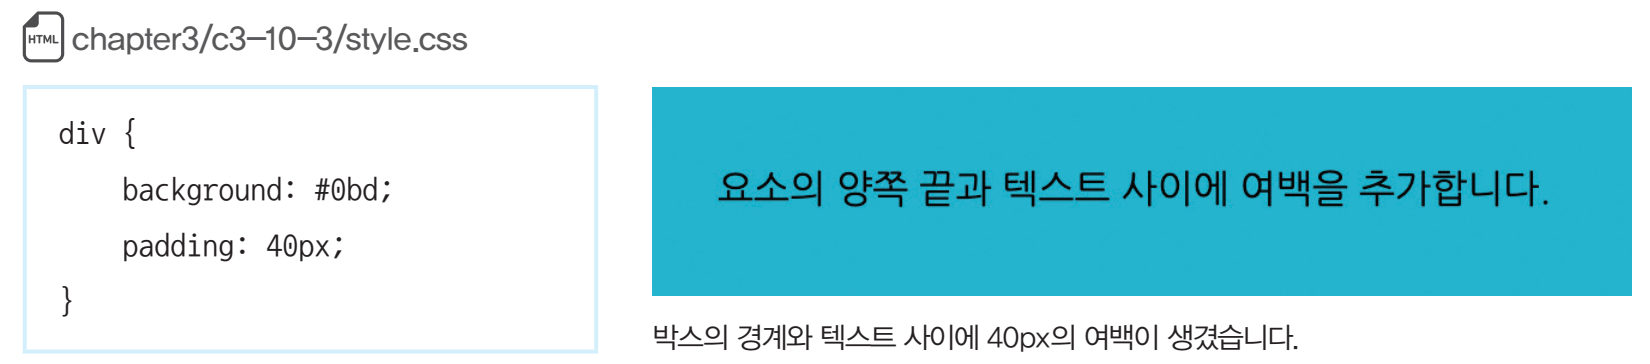 HTML chapter3/c3-10-3/style.css
div {
background: #0bd;
padding: 40px;
}
요소의 양쪽 끝과 텍스트 사이에 여백을 추가합니다.
박스의 경계와 텍스트 사이에 40px의 여백이 생겼습니다.